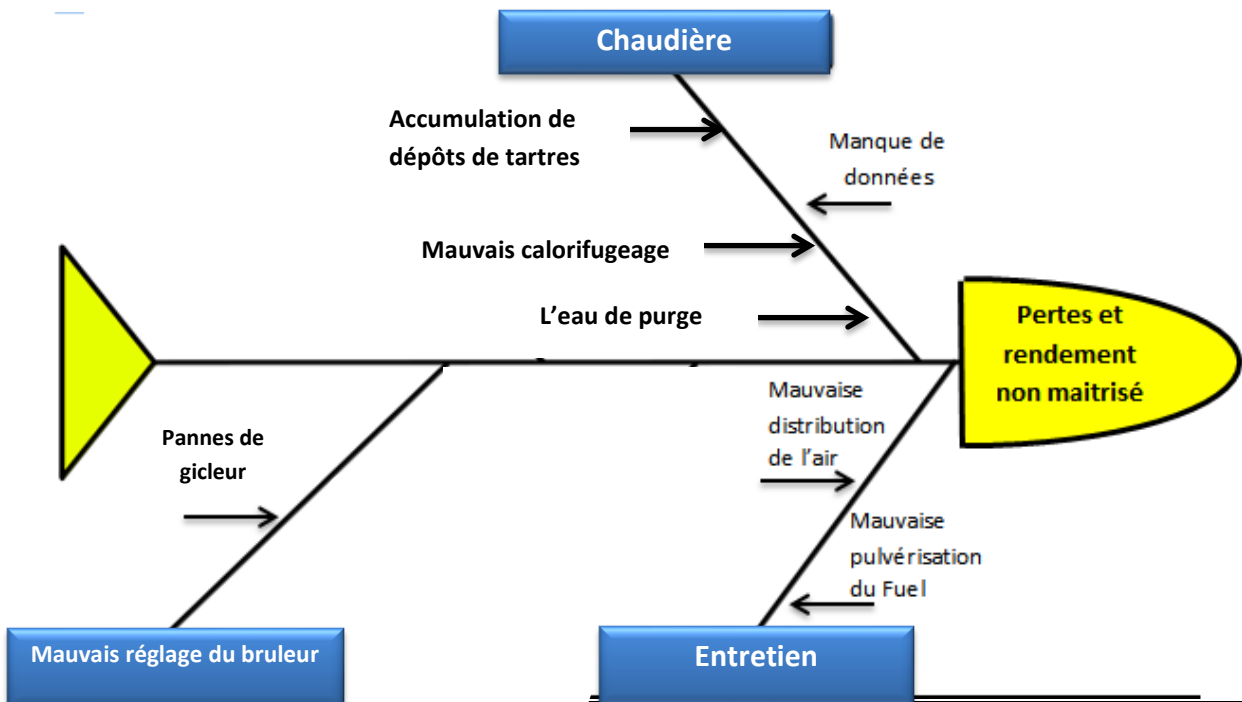 Chaudière
Accumulation de
dépôts de tartres
Manque de
données
Mauvais calorifugeage
L’eau de purge
Pertes et
rendement
non maitrisé
Mauvaise
distribution
de l’air
Pannes de
gicleur
Mauvaise
pulvérisation
du Fuel
Mauvais réglage du bruleur
Entretien